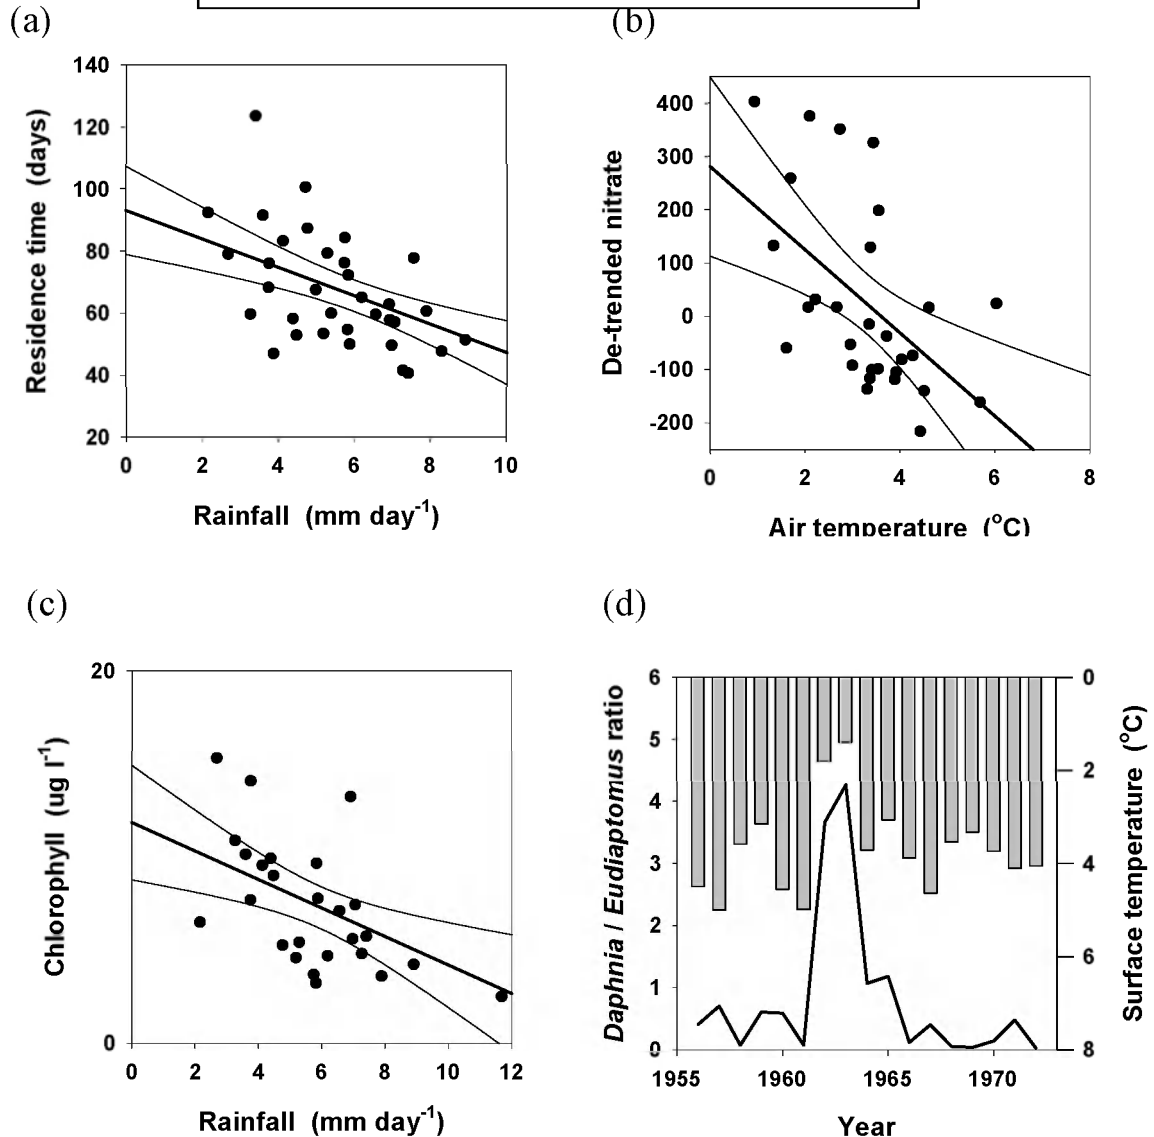 (a)
(b)
140
120
100
80
60
40
20
Residence time (days)
0 2 4 6 8 10
Rainfall (mm day-1)
400
300
200
100
0
-100
-200
De-trended nitrate
0 2 4 6 8
Air temperature (oC)
(c)
(d)
20
0
Chlorophyll (ug l-1)
0 2 4 6 8 10 12
Rainfall (mm day-1)
6
5
4
3
2
1
0
Daphnia / Eudiaptomus ratio
0
2
4
6
8
Surface temperature (oC)
1955 1960 1965 1970
Year